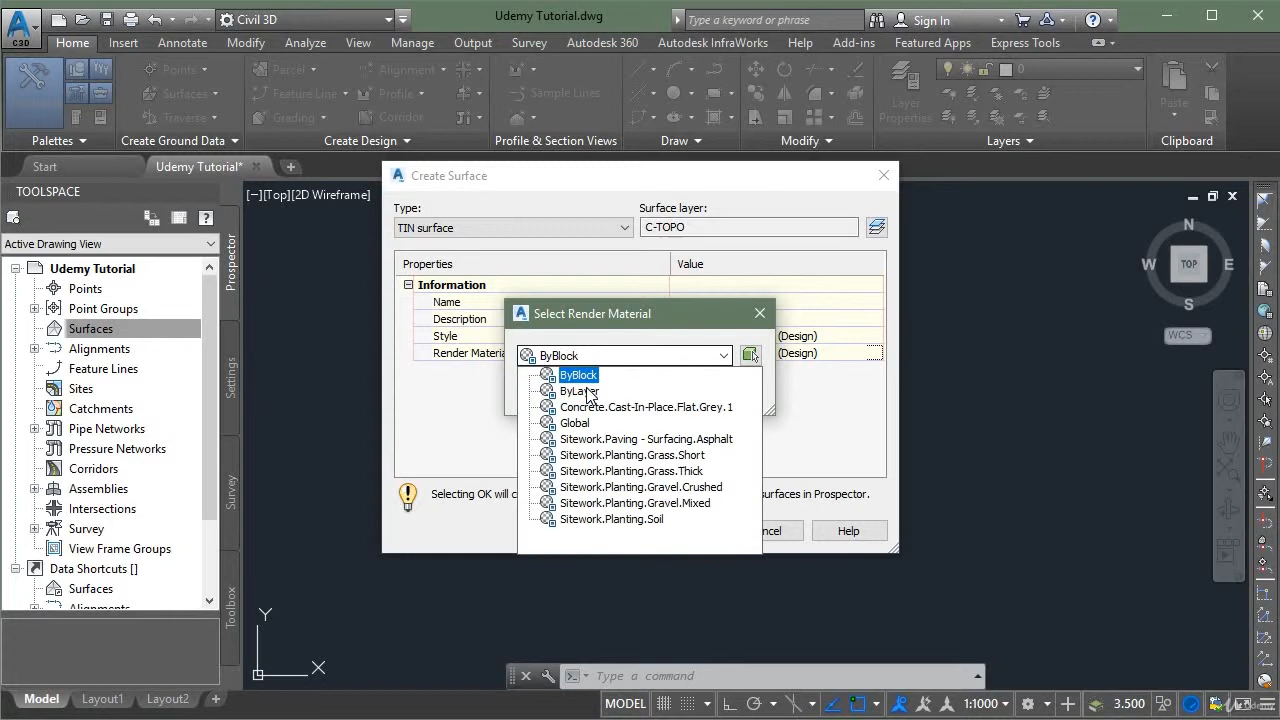 C3D
Civil 3D
Udemy Tutorial.dwg
Type a keyword or phrase
Sign In
Home Insert Annotate Modify Analyze View Manage Output Survey Autodesk 360 Autodesk InfraWorks Help Add-ins Featured Apps Express Tools
Points Parcel Alignment 0
Surfaces Feature Line Profile Sample Lines Layer Properties Paste
Traverse Grading Corridor
Palettes Create Ground Data Create Design Profile & Section Views Draw Modify Layers Clipboard
Start Udemy Tutorial*
TOOLSPACE
Active Drawing View
Udemy Tutorial
Points
Point Groups
Surfaces
Alignments
Feature Lines
Sites
Catchments
Pipe Networks
Pressure Networks
Corridors
Assemblies
Intersections
Survey
View Frame Groups
Data Shortcuts []
Surfaces
Alignments
Prospector
Settings
Survey
Toolbox
[−][Top][2D Wireframe]
Create Surface
Type: Surface layer:
TIN surface C-TOPO
Properties Value
Information
Name
Description
Style (Design)
Render Materia (Design)
Select Render Material
ByBlock
ByBlock
ByLayer
Concrete.Cast-In-Place.Flat.Grey.1
Global
Sitework.Paving - Surfacing.Asphalt
Sitework.Planting.Grass.Short
Sitework.Planting.Grass.Thick
Sitework.Planting.Gravel.Crushed
Sitework.Planting.Gravel.Mixed
Sitework.Planting.Soil
Selecting OK will c surfaces in Prospector.
ncel Help
N
W TOP E
S
WCS
Y
X
Type a command
Model Layout1 Layout2 +
MODEL 1:1000 3.500
Udemy